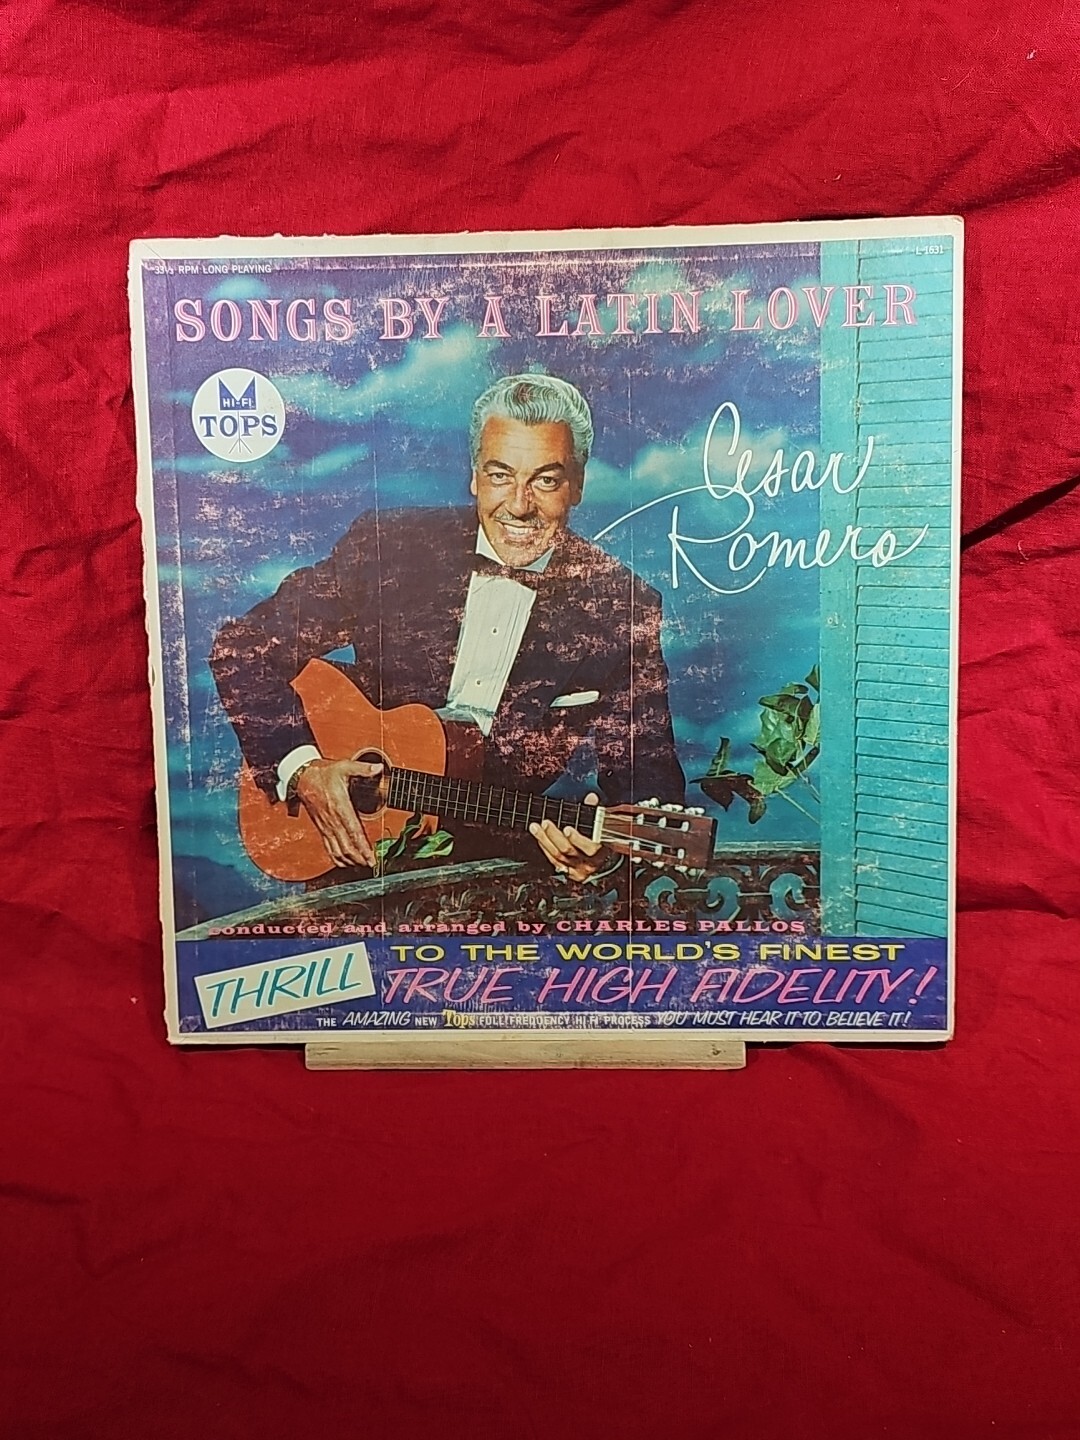 33⅓ RPM LONG PLAYING
L-1631
SONGS BY A LATIN LOVER
HI-FI
TOPS
Cesar
Romero
conducted and arranged by CHARLES PALLOS
THRILL TO THE WORLD'S FINEST
TRUE HIGH FIDELITY!
THE AMAZING NEW Tops FULL FREQUENCY HI-FI PROCESS YOU MUST HEAR IT TO BELIEVE IT!